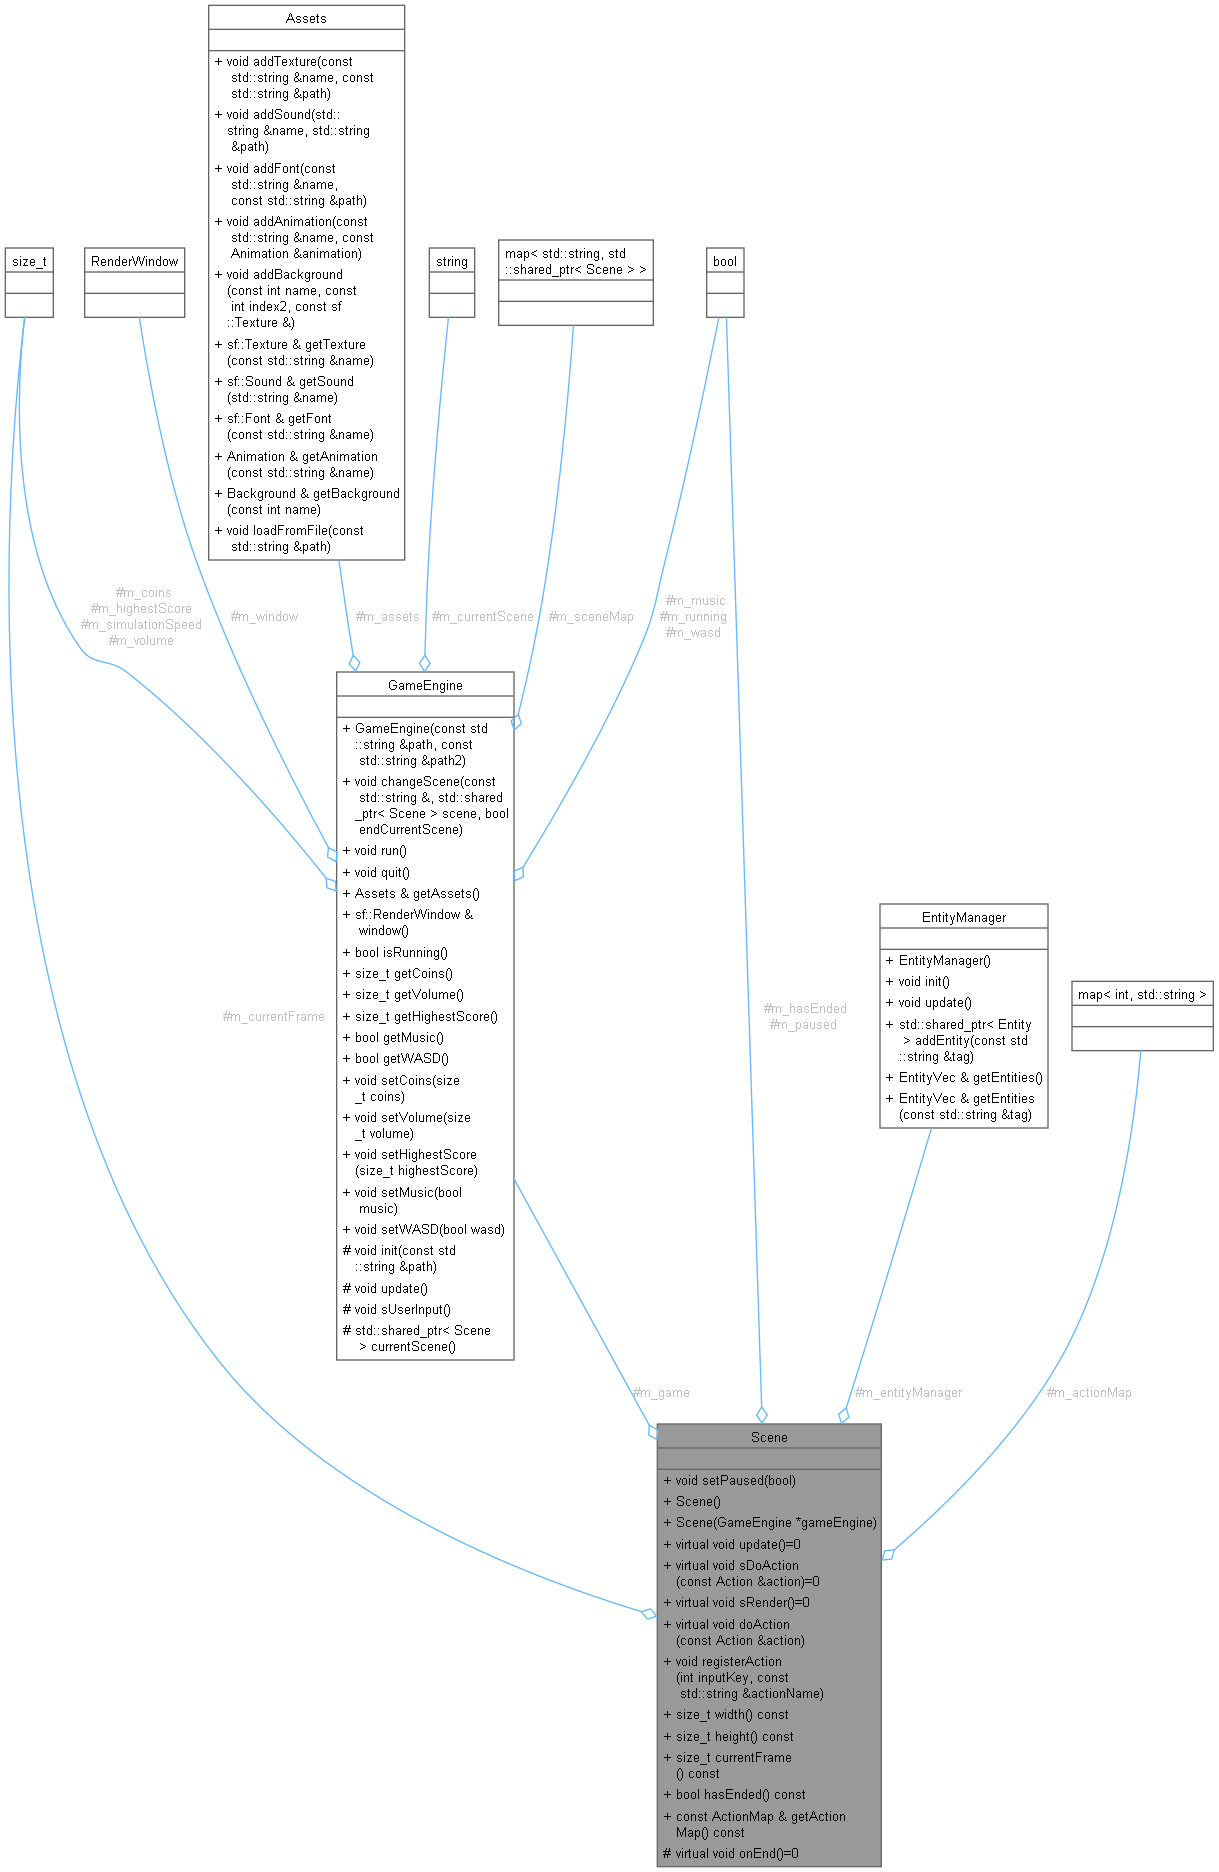 Assets
+ void addTexture(const
std::string &name, const
std::string &path)
+ void addSound(std::
string &name, std::string
&path)
+ void addFont(const
std::string &name,
const std::string &path)
+ void addAnimation(const
std::string &name, const
Animation &animation)
+ void addBackground
(const int name, const
int index2, const sf
::Texture &)
+ sf::Texture & getTexture
(const std::string &name)
+ sf::Sound & getSound
(std::string &name)
+ sf::Font & getFont
(const std::string &name)
+ Animation & getAnimation
(const std::string &name)
+ Background & getBackground
(const int name)
+ void loadFromFile(const
std::string &path)
size_t
RenderWindow
string
map< std::string, std
::shared_ptr< Scene > >
bool
#m_coins
#m_highestScore
#m_simulationSpeed
#m_volume
#m_window
#m_assets
#m_currentScene
#m_sceneMap
#m_music
#m_running
#m_wasd
GameEngine
+ GameEngine(const std
::string &path, const
std::string &path2)
+ void changeScene(const
std::string &, std::shared
_ptr< Scene > scene, bool
endCurrentScene)
+ void run()
+ void quit()
+ Assets & getAssets()
+ sf::RenderWindow &
window()
+ bool isRunning()
+ size_t getCoins()
+ size_t getVolume()
+ size_t getHighestScore()
+ bool getMusic()
+ bool getWASD()
+ void setCoins(size
_t coins)
+ void setVolume(size
_t volume)
+ void setHighestScore
(size_t highestScore)
+ void setMusic(bool
music)
+ void setWASD(bool wasd)
# void init(const std
::string &path)
# void update()
# void sUserInput()
# std::shared_ptr< Scene
> currentScene()
EntityManager
+ EntityManager()
+ void init()
+ void update()
+ std::shared_ptr< Entity
> addEntity(const std
::string &tag)
+ EntityVec & getEntities()
+ EntityVec & getEntities
(const std::string &tag)
map< int, std::string >
#m_currentFrame
#m_hasEnded
#m_paused
#m_game
#m_entityManager
#m_actionMap
Scene
+ void setPaused(bool)
+ Scene()
+ Scene(GameEngine *gameEngine)
+ virtual void update()=0
+ virtual void sDoAction
(const Action &action)=0
+ virtual void sRender()=0
+ virtual void doAction
(const Action &action)
+ void registerAction
(int inputKey, const
std::string &actionName)
+ size_t width() const
+ size_t height() const
+ size_t currentFrame
() const
+ bool hasEnded() const
+ const ActionMap & getAction
Map() const
# virtual void onEnd()=0